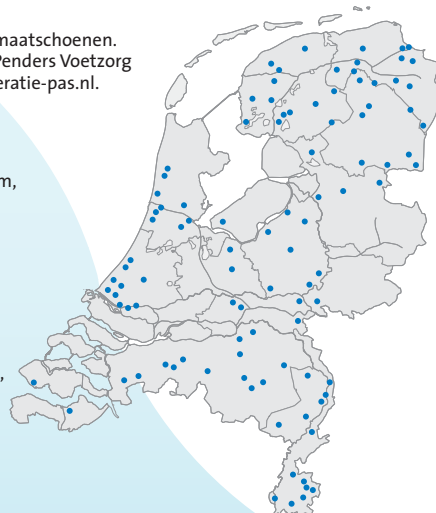 maatschoenen.
Penders Voetzorg
eratie-pas.nl.
m,
,